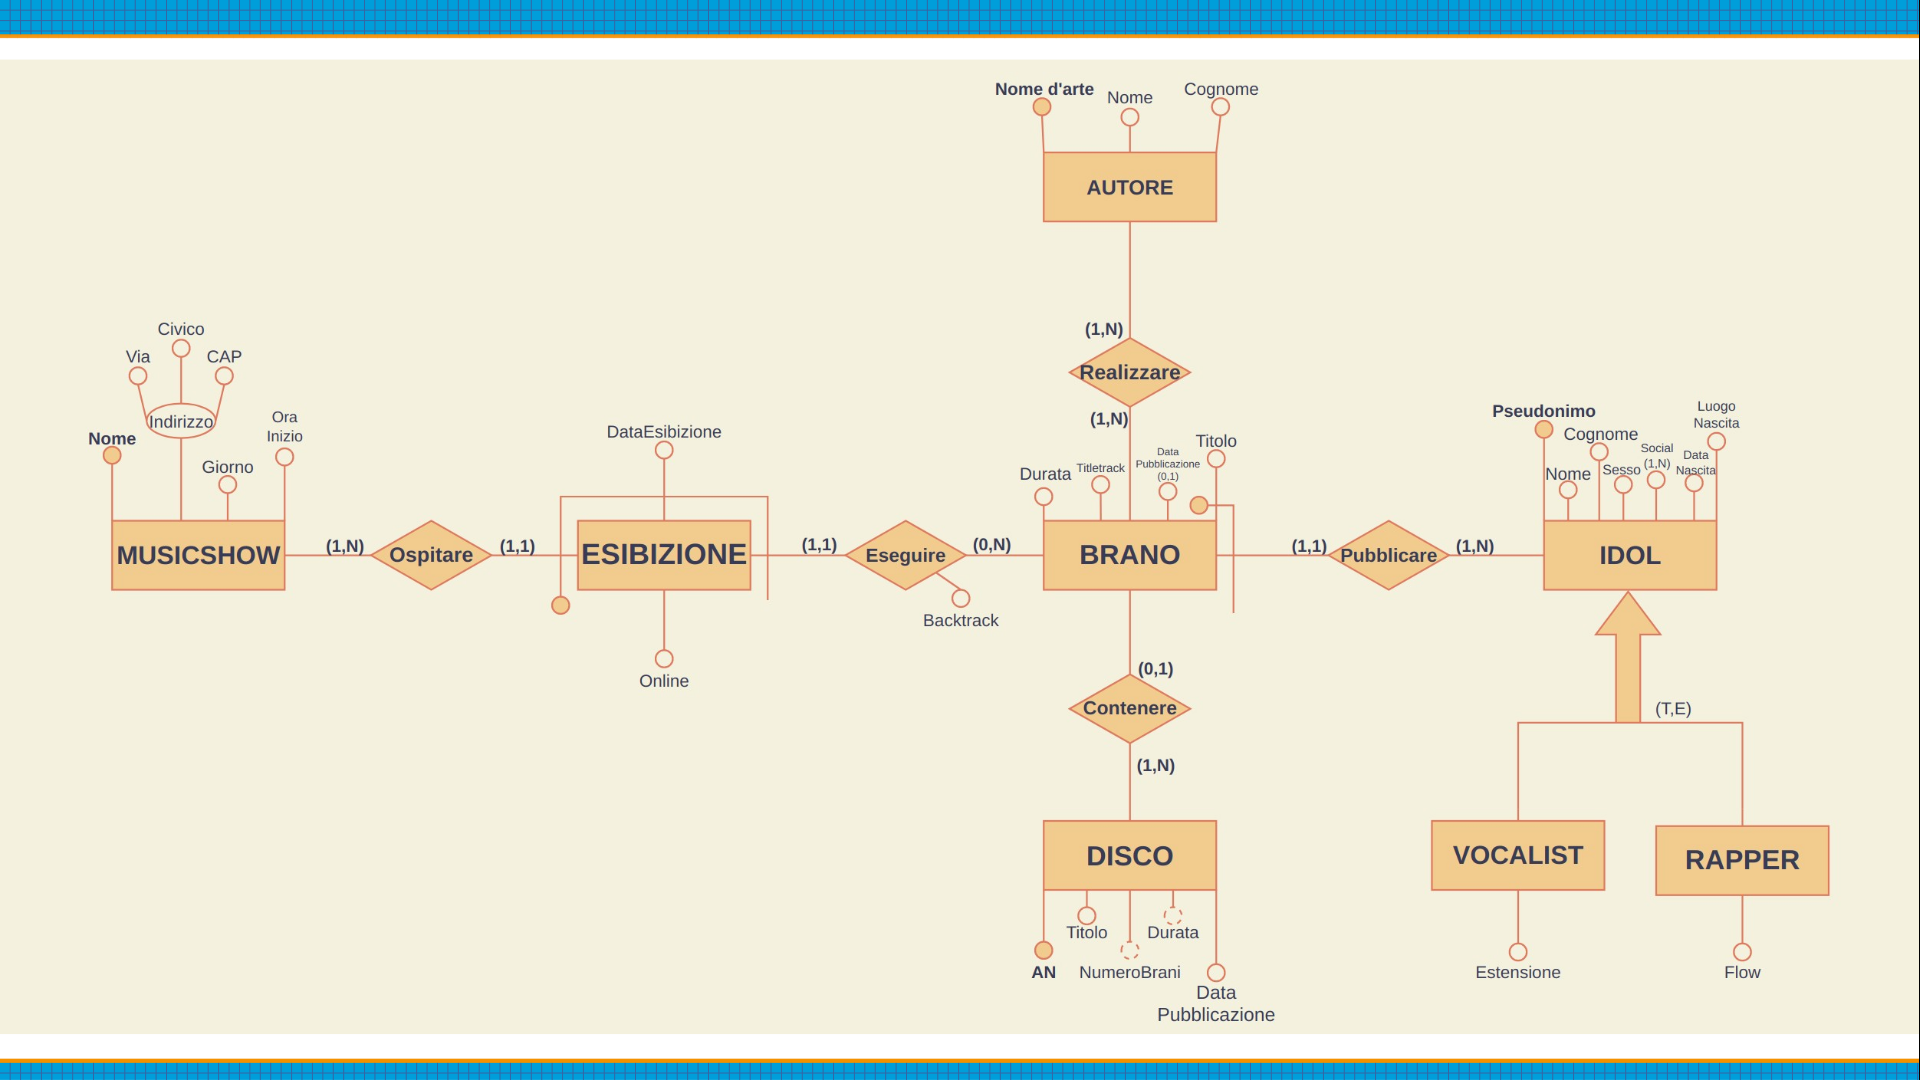 Nome d'arte
Nome
Cognome
AUTORE
(1,N)
Realizzare
(1,N)
Civico
Via
CAP
Indirizzo
Ora
Inizio
Nome
Giorno
MUSICSHOW
(1,N)
Ospitare
(1,1)
DataEsibizione
ESIBIZIONE
Online
(1,1)
Eseguire
(0,N)
Backtrack
Durata
Titletrack
Data
Pubblicazione
(0,1)
Titolo
BRANO
(1,1)
Pubblicare
(1,N)
Pseudonimo
Nome
Cognome
Sesso
Social
(1,N)
Data
Nascita
Luogo
Nascita
IDOL
(0,1)
Contenere
(1,N)
(T,E)
DISCO
VOCALIST
RAPPER
Titolo
Durata
AN
NumeroBrani
Data
Pubblicazione
Estensione
Flow